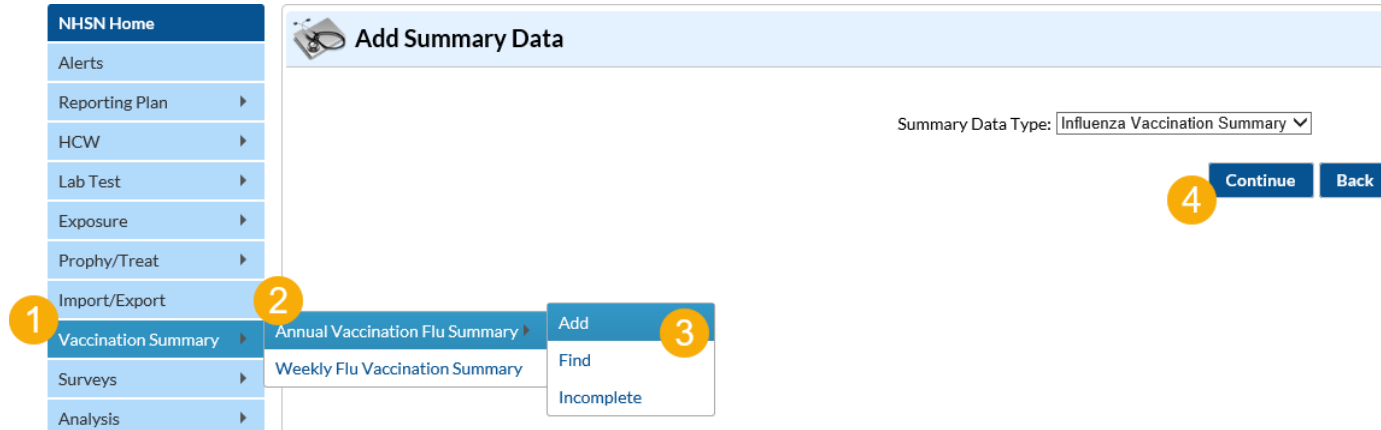 NHSN Home
Alerts
Reporting Plan
HCW
Lab Test
Exposure
Prophy/Treat
Import/Export
1
Vaccination Summary
Surveys
Analysis
2
Annual Vaccination Flu Summary
Weekly Flu Vaccination Summary
Add
3
Find
Incomplete
Add Summary Data
Summary Data Type: Influenza Vaccination Summary
4
Continue
Back